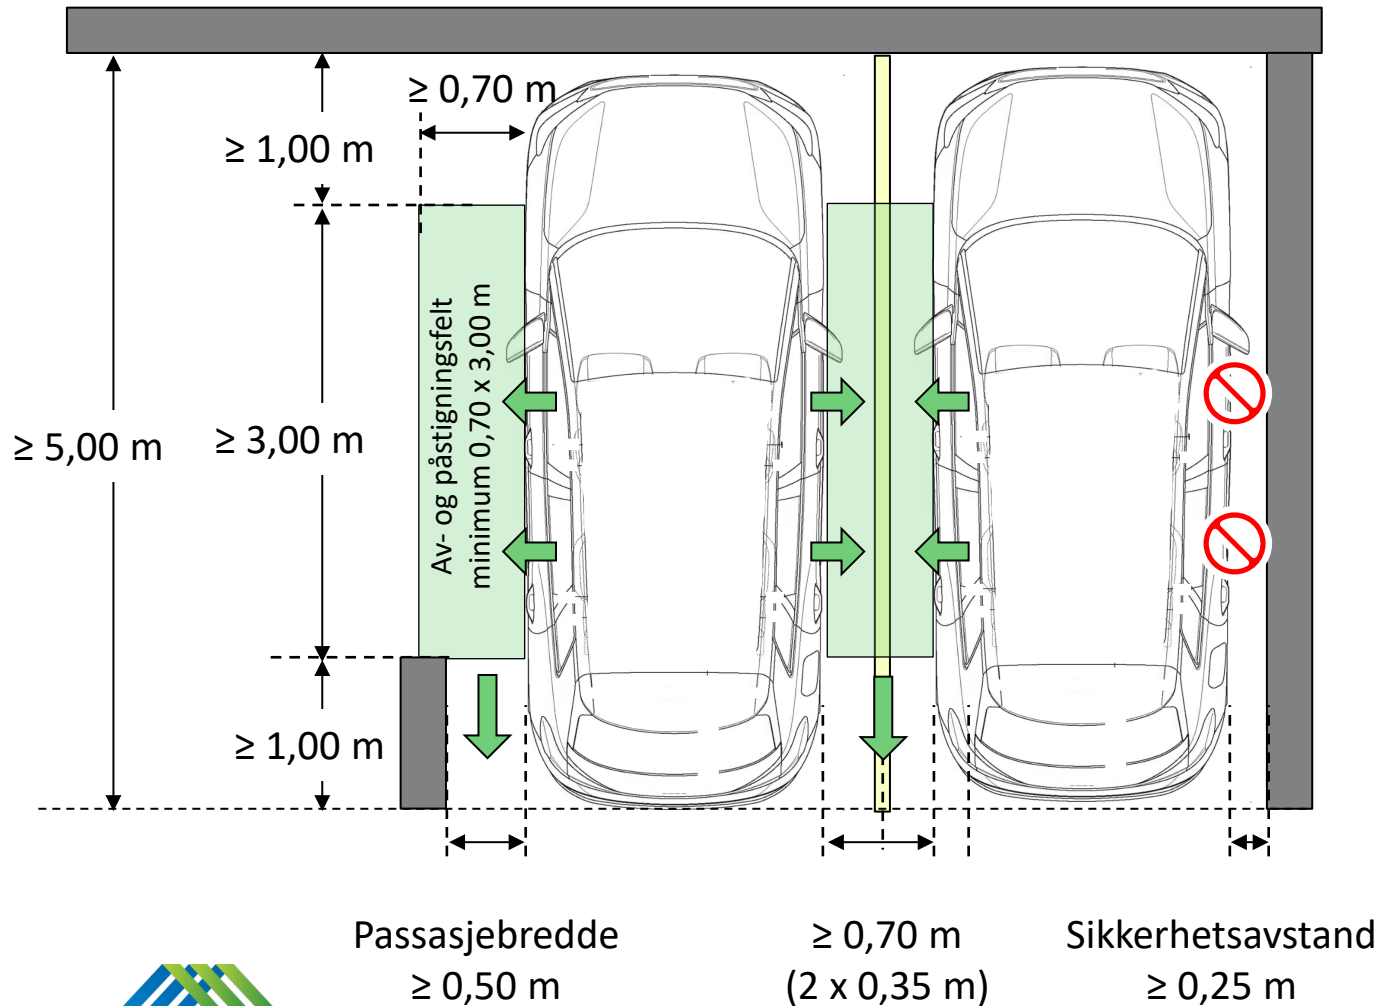 ≥ 0,70 m
≥ 1,00 m
≥ 5,00 m
≥ 3,00 m
Av- og påstigningsfelt
minimum 0,70 x 3,00 m
≥ 1,00 m
Passasjebredde
≥ 0,50 m
≥ 0,70 m
(2 x 0,35 m)
Sikkerhetsavstand
≥ 0,25 m